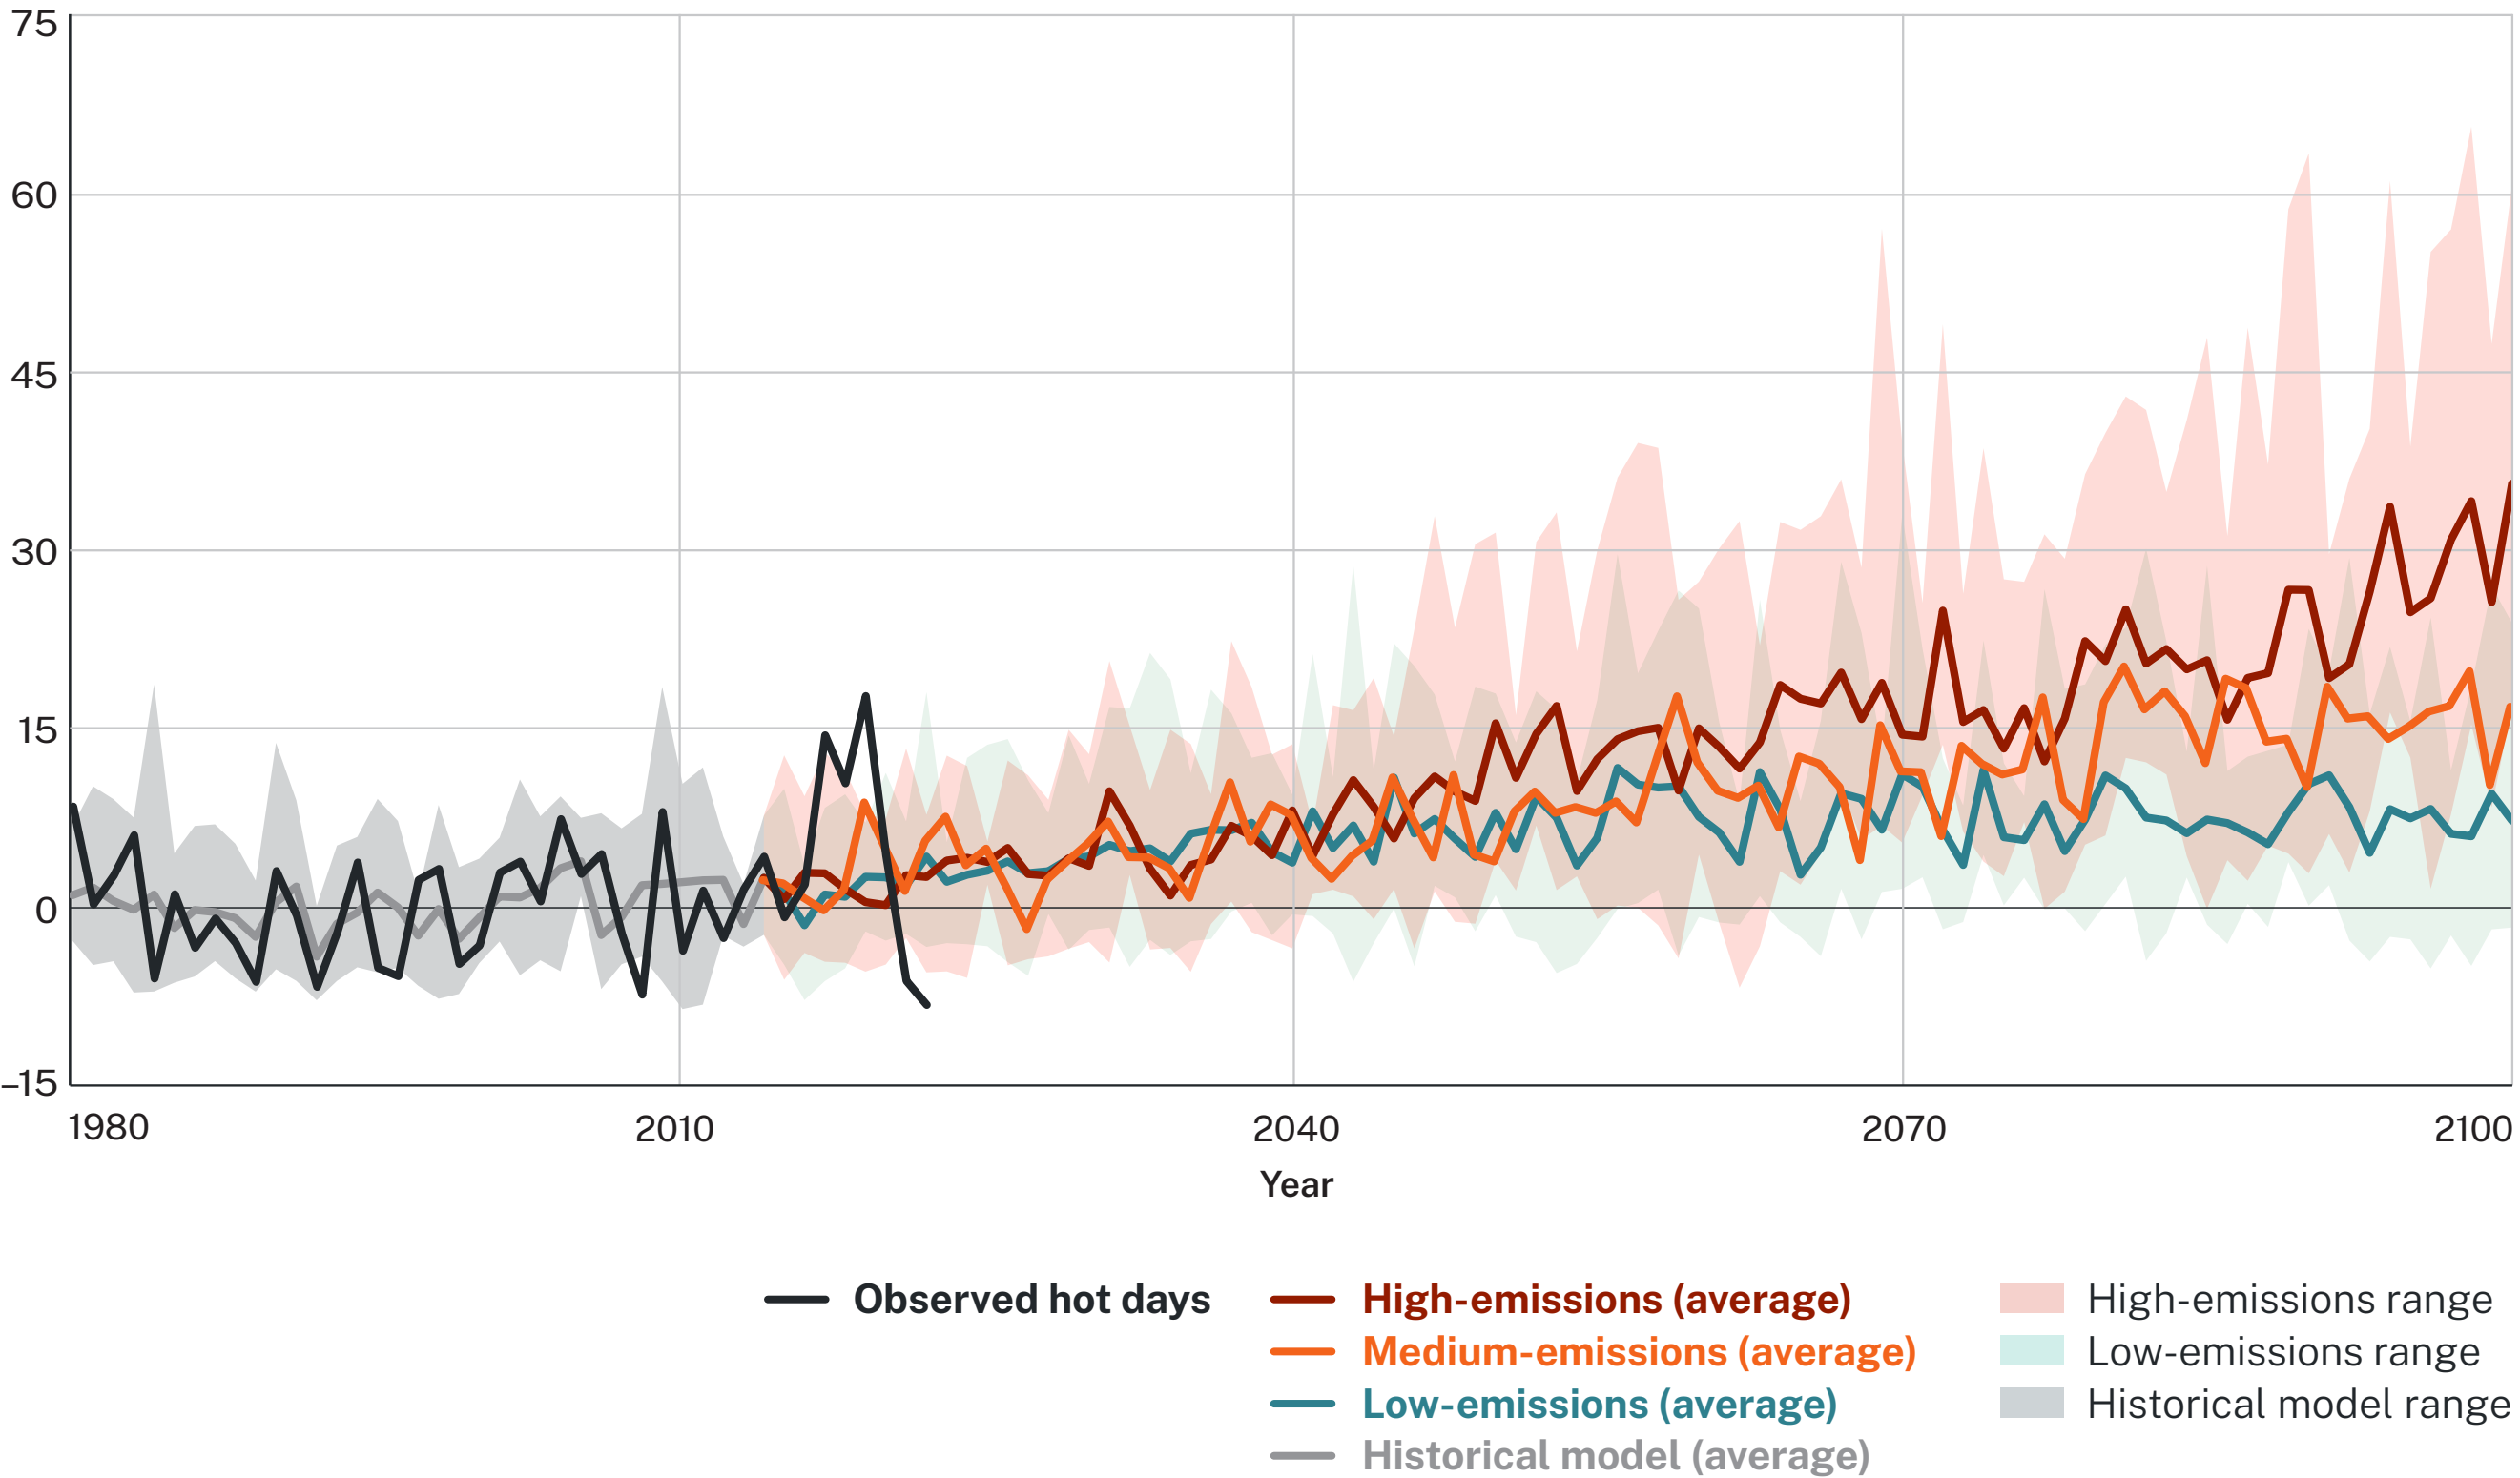 75
60
45
30
15
0
–15
1980 2010 2040 2070 2100
Year
Observed hot days
High-emissions (average)
Medium-emissions (average)
Low-emissions (average)
Historical model (average)
High-emissions range
Low-emissions range
Historical model range